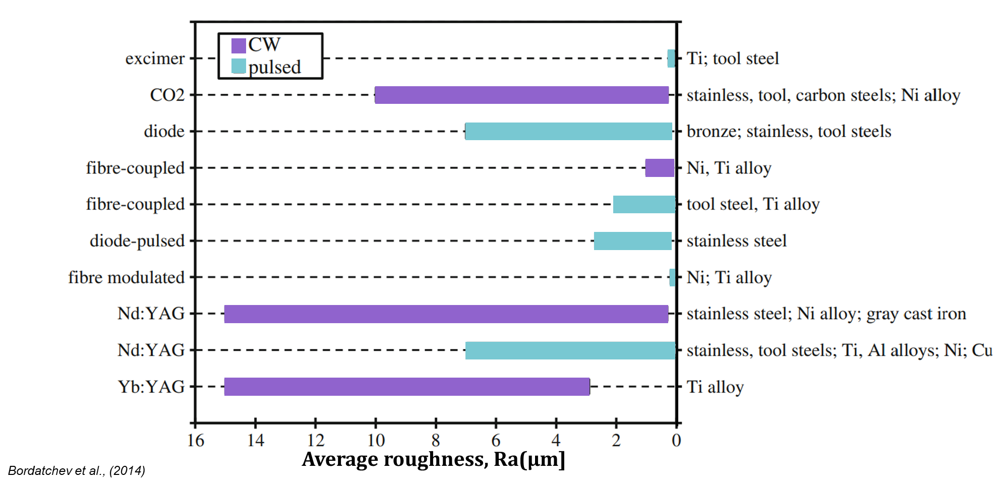 CW
pulsed
excimer Ti; tool steel
CO2 stainless, tool, carbon steels; Ni alloy
diode bronze; stainless, tool steels
fibre-coupled Ni, Ti alloy
fibre-coupled tool steel, Ti alloy
diode-pulsed stainless steel
fibre modulated Ni; Ti alloy
Nd:YAG stainless steel; Ni alloy; gray cast iron
Nd:YAG stainless, tool steels; Ti, Al alloys; Ni; Cu
Yb:YAG Ti alloy
16 14 12 10 8 6 4 2 0
Average roughness, Ra(μm]
Bordatchev et al., (2014)